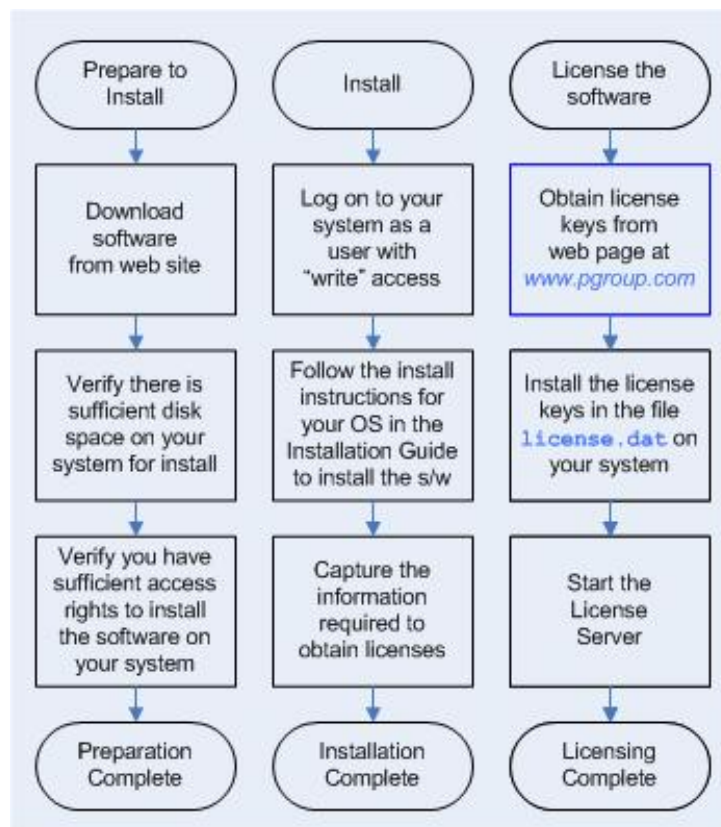 Prepare to
Install
Download
software
from web site
Verify there is
sufficient disk
space on your
system for install
Verify you have
sufficient access
rights to install
the software on
your system
Preparation
Complete
Install
Log on to your
system as a
user with
“write” access
Follow the install
instructions for
your OS in the
Installation Guide
to install the s/w
Capture the
information
required to
obtain licenses
Installation
Complete
License the
software
Obtain license
keys from
web page at
www.pgroup.com
Install the license
keys in the file
license.dat on
your system
Start the
License
Server
Licensing
Complete